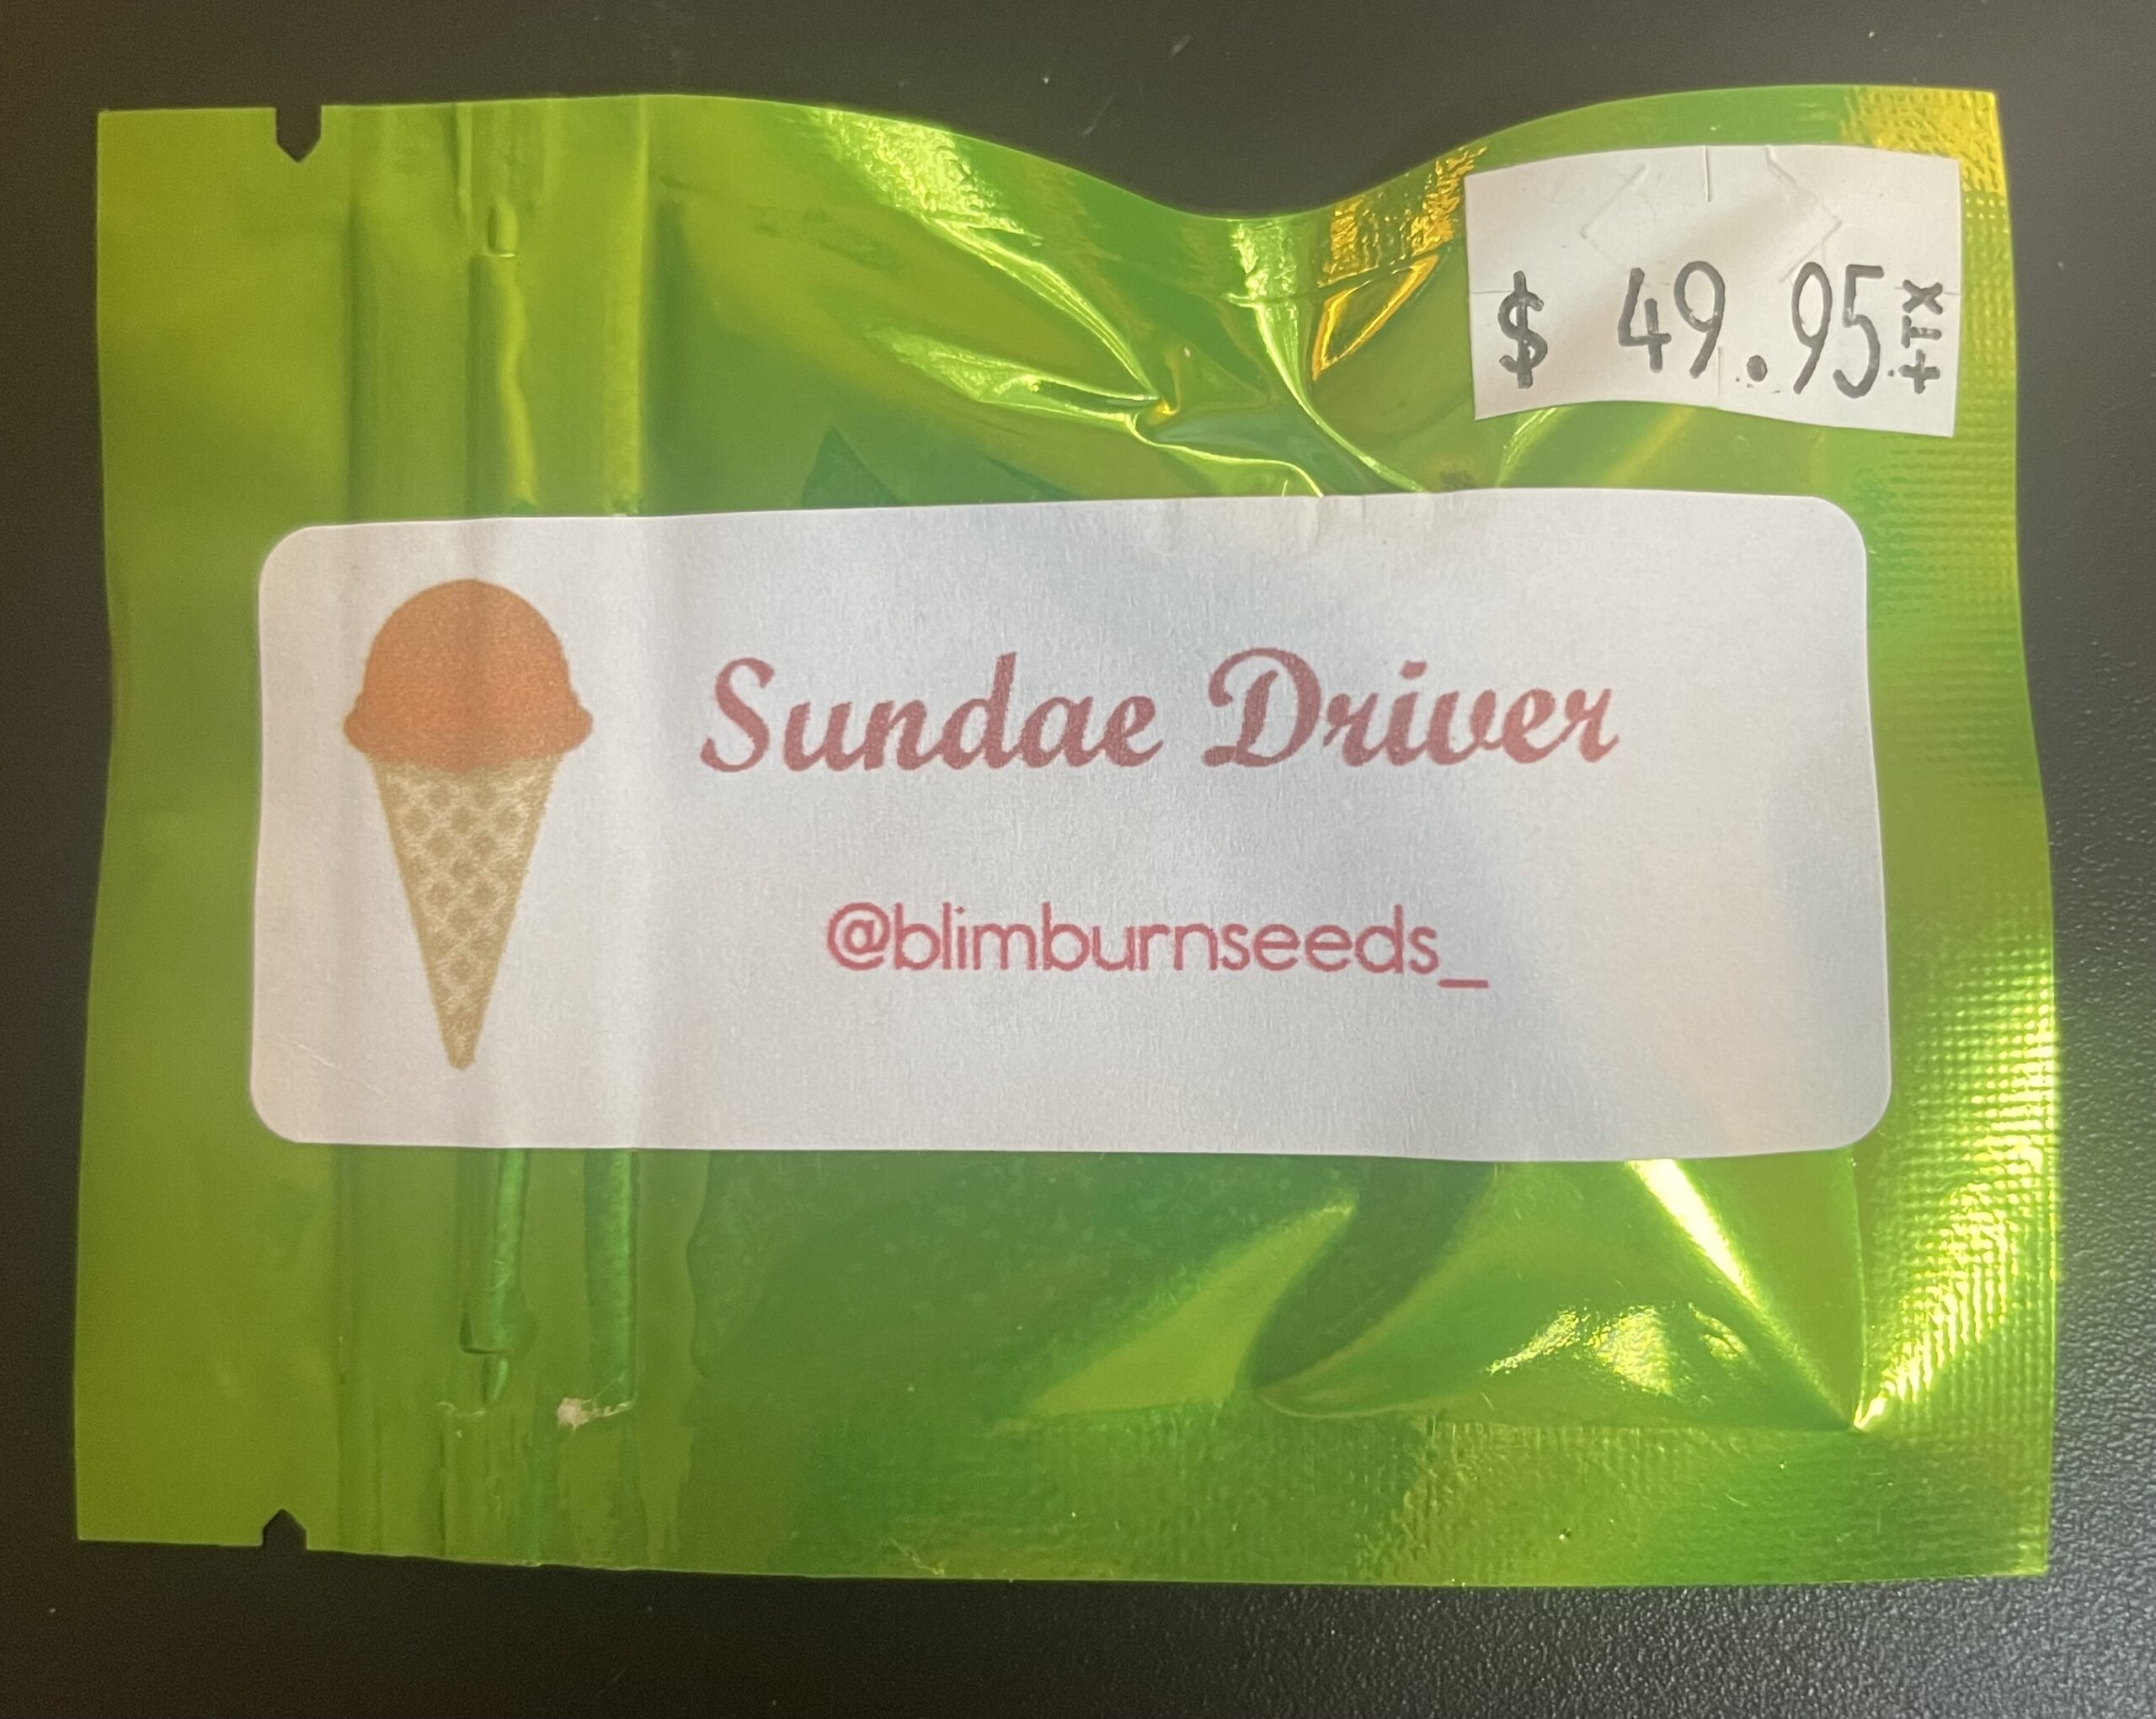 $ 49.95 +TX
Sundae Driver
@blimburnseeds_